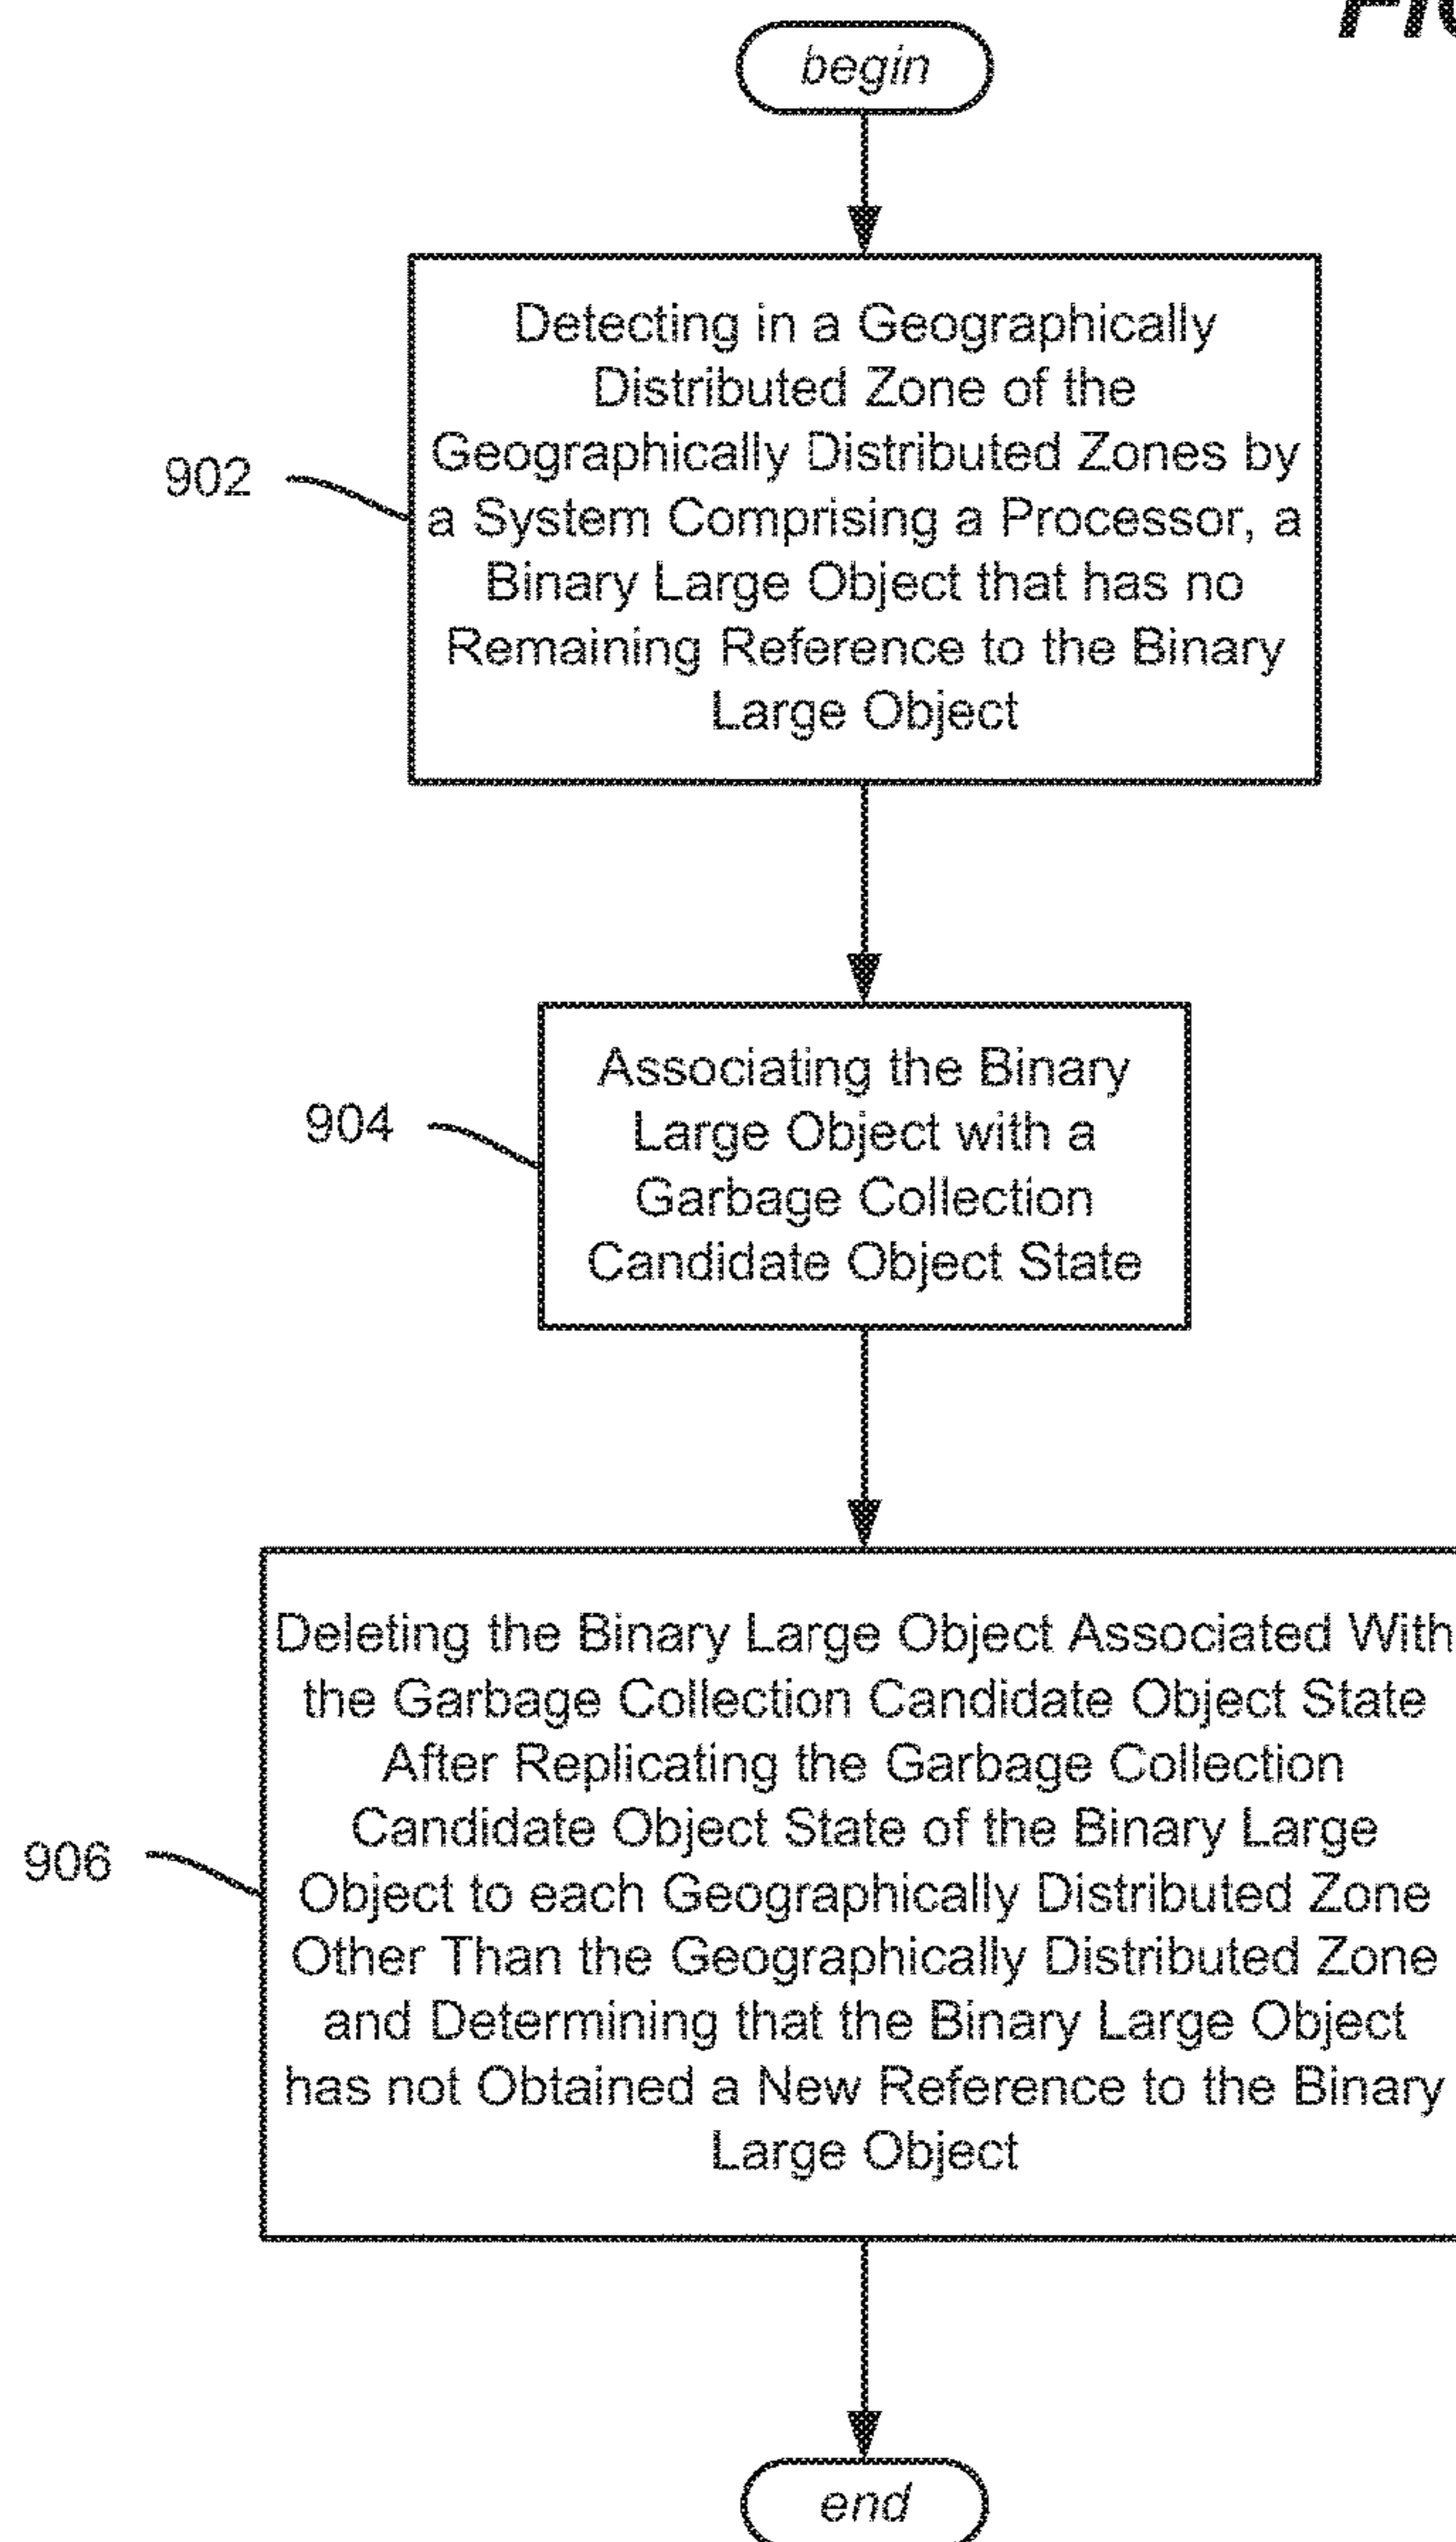 begin
Detecting in a Geographically
Distributed Zone of the
Geographically Distributed Zones by
a System Comprising a Processor, a
Binary Large Object that has no
Remaining Reference to the Binary
Large Object
902
Associating the Binary
Large Object with a
Garbage Collection
Candidate Object State
904
Deleting the Binary Large Object Associated With
the Garbage Collection Candidate Object State
After Replicating the Garbage Collection
Candidate Object State of the Binary Large
Object to each Geographically Distributed Zone
Other Than the Geographically Distributed Zone
and Determining that the Binary Large Object
has not Obtained a New Reference to the Binary
Large Object
906
end